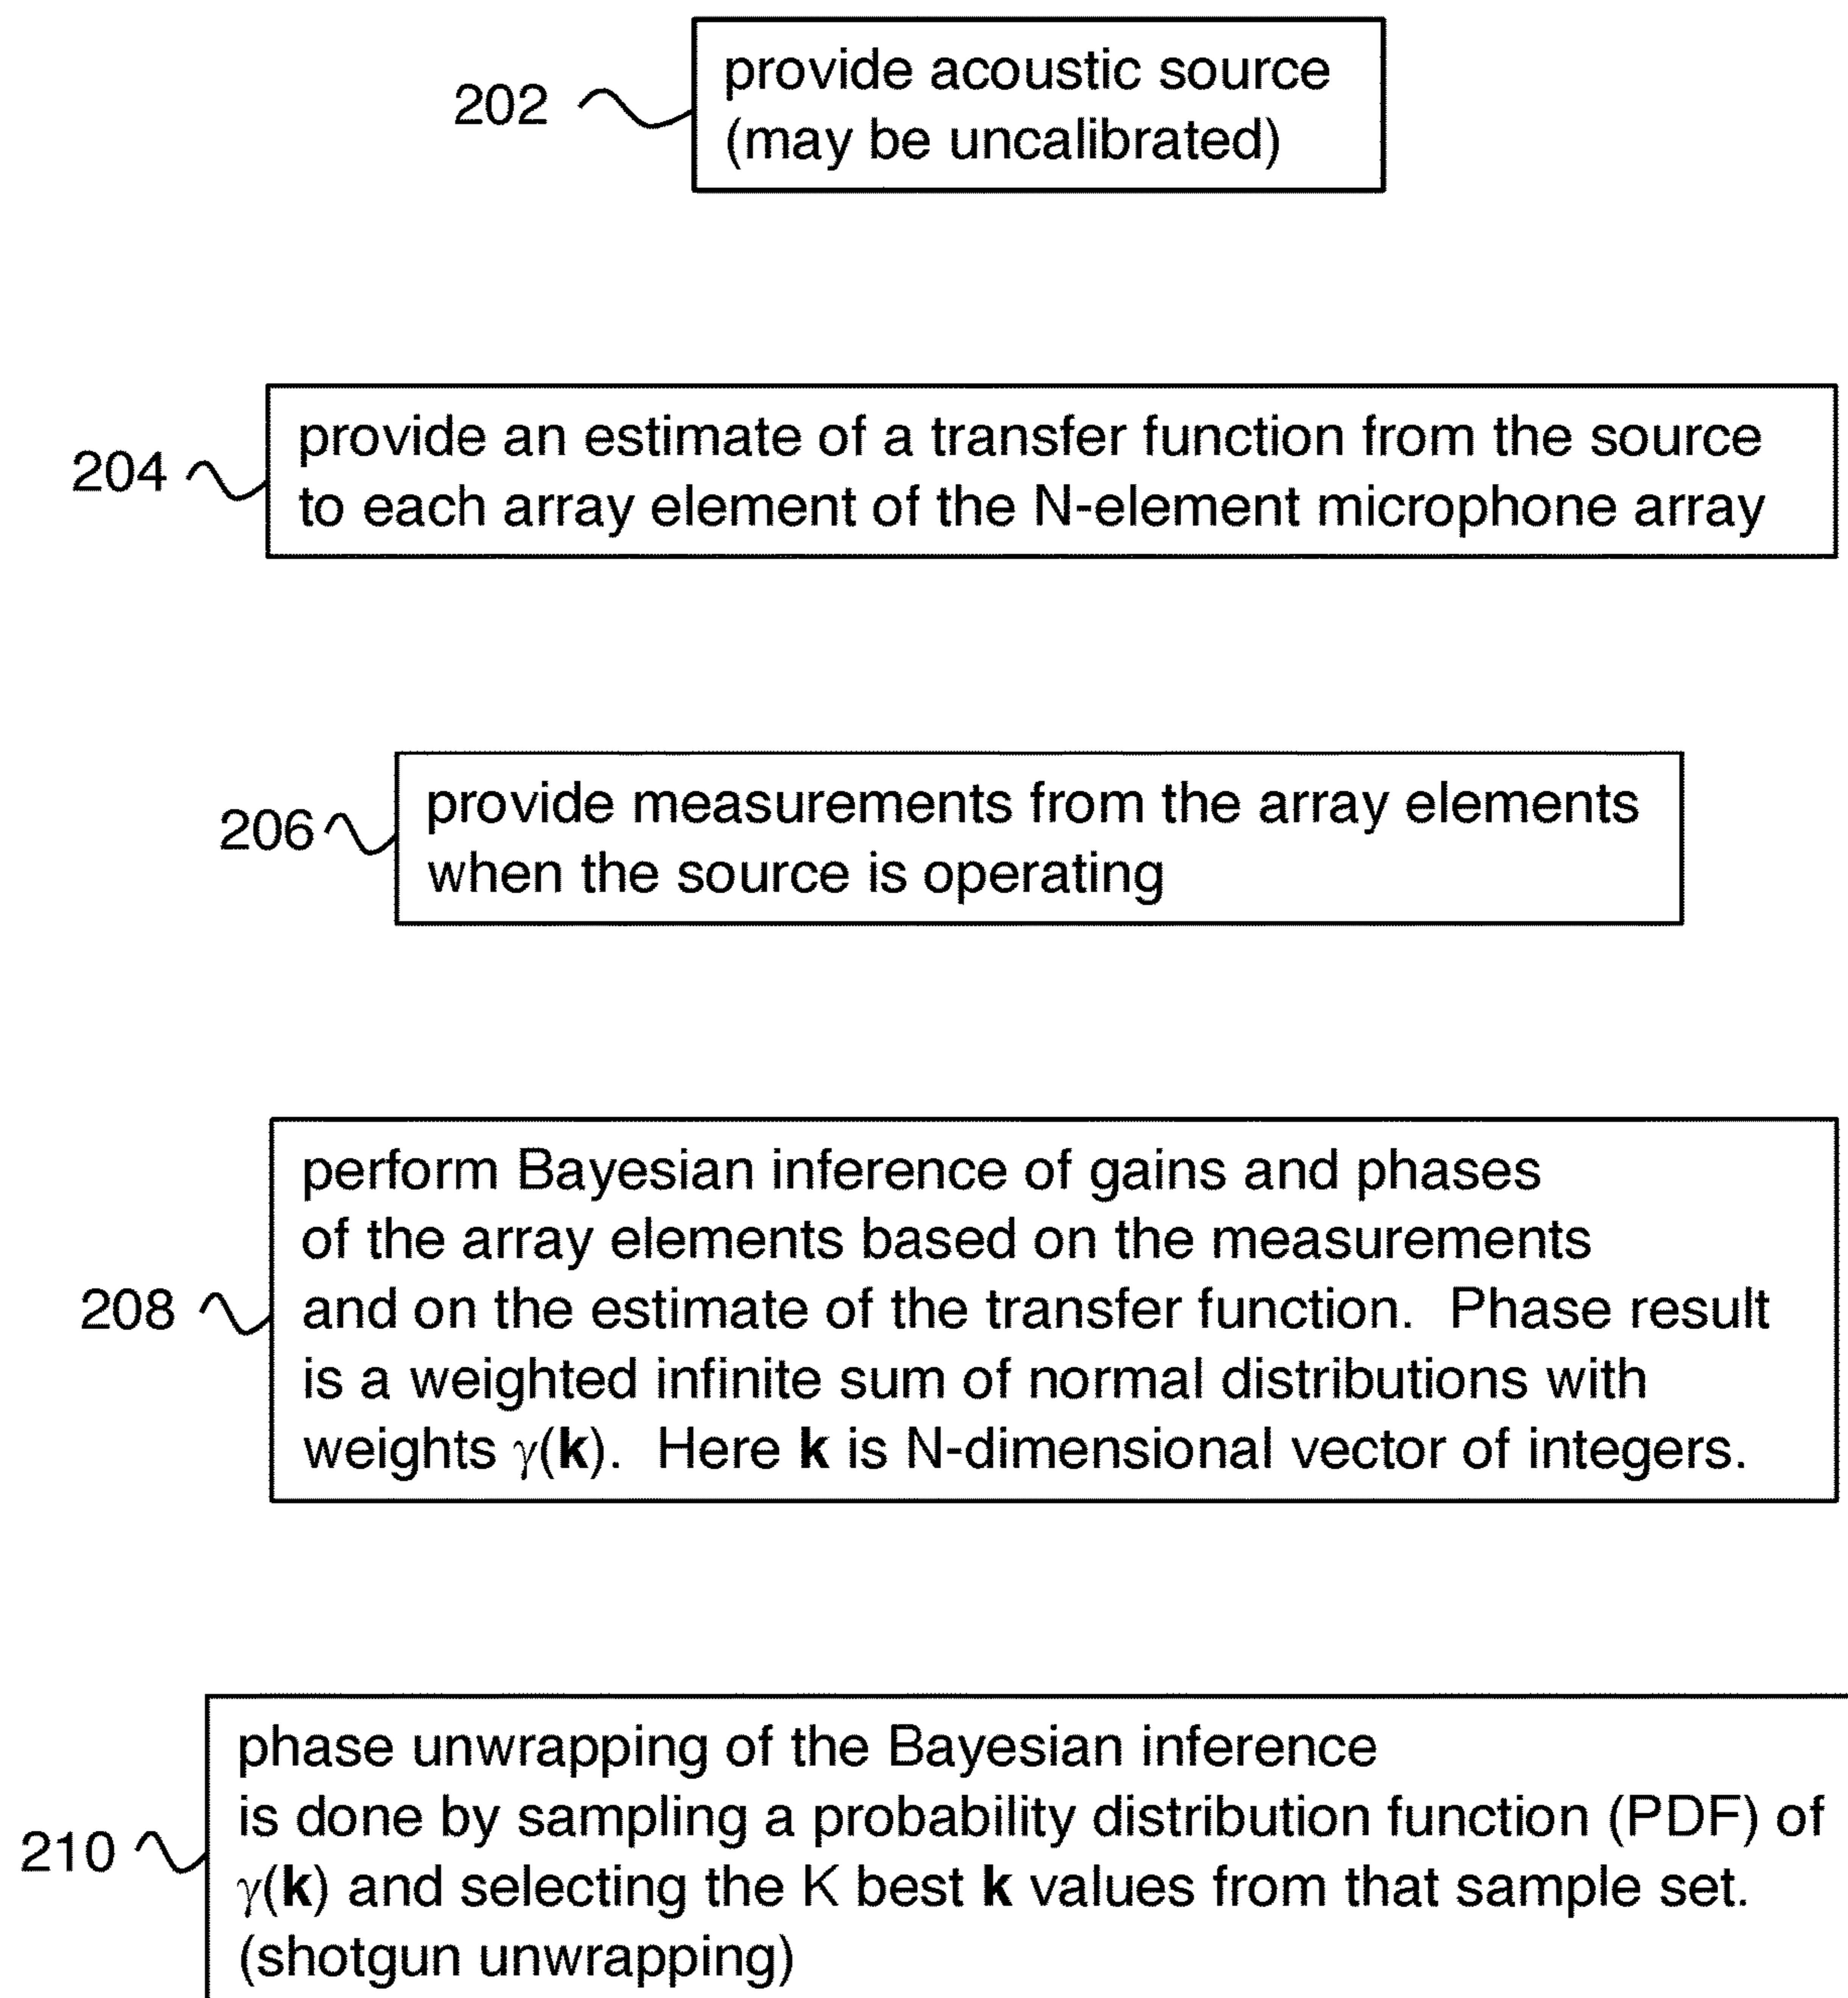 provide acoustic source
202
(may be uncalibrated)
provide an estimate of a transfer function from the source
204
to each array element of the N-element microphone array
provide measurements from the array elements
206
when the source is operating
perform Bayesian inference of gains and phases
of the array elements based on the measurements
208
and on the estimate of the transfer function. Phase result
is a weighted infinite sum of normal distributions with
weights γ(k). Here k is N-dimensional vector of integers.
phase unwrapping of the Bayesian inference
is done by sampling a probability distribution function (PDF) of
210
γ(k) and selecting the K best k values from that sample set.
(shotgun unwrapping)